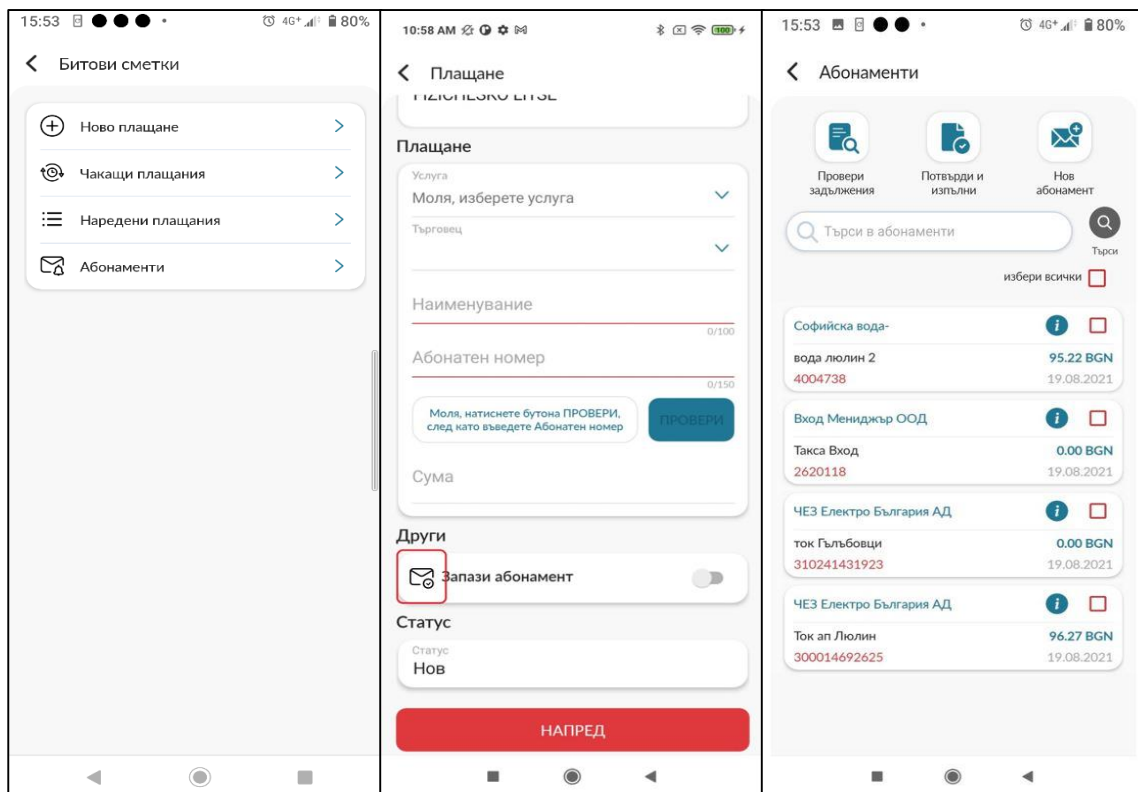 15:53
4G+
80%
Битови сметки
Ново плащане
Чакащи плащания
Наредени плащания
Абонаменти
10:58 AM
100
Плащане
FIZICHESKO LITSE
Плащане
Услуга
Моля, изберете услуга
Търговец
Наименување
0/100
Абонатен номер
0/150
Моля, натиснете бутона ПРОВЕРИ,
след като въведете Абонатен номер
ПРОВЕРИ
Сума
Други
Запази абонамент
Статус
Статус
Нов
НАПРЕД
15:53
4G+
80%
Абонаменти
Провери
задължения
Потвърди и
изпълни
Нов
абонамент
Търси в абонаменти
Търси
избери всички
Софийска вода-
вода люлин 2
95.22 BGN
4004738
19.08.2021
Вход Мениджър ООД
Такса Вход
0.00 BGN
2620118
19.08.2021
ЧЕЗ Електро България АД
ток Гълъбовци
0.00 BGN
310241431923
19.08.2021
ЧЕЗ Електро България АД
Ток ап Люлин
96.27 BGN
300014692625
19.08.2021